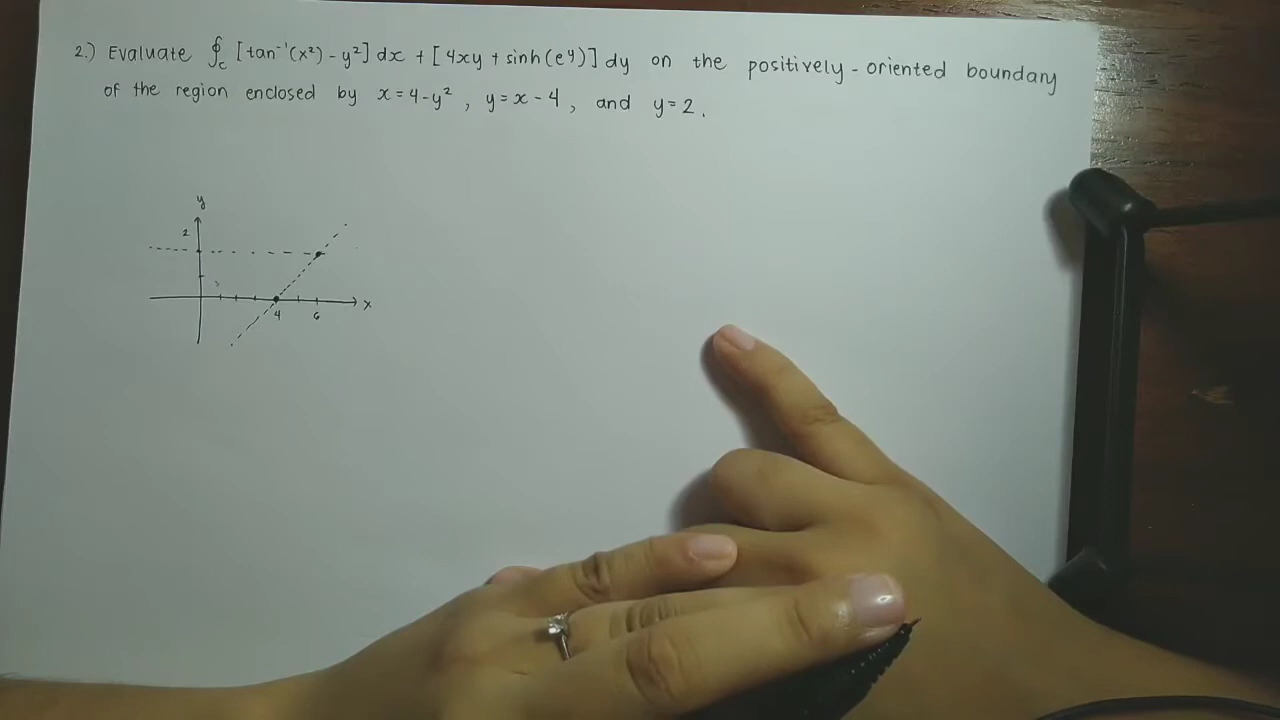 2.) Evaluate ∮c [tan⁻¹(x²) - y²] dx + [4xy + sinh(eʸ)] dy on the positively-oriented boundary
of the region enclosed by x = 4 - y², y = x - 4, and y = 2.
y
2
x
4 6